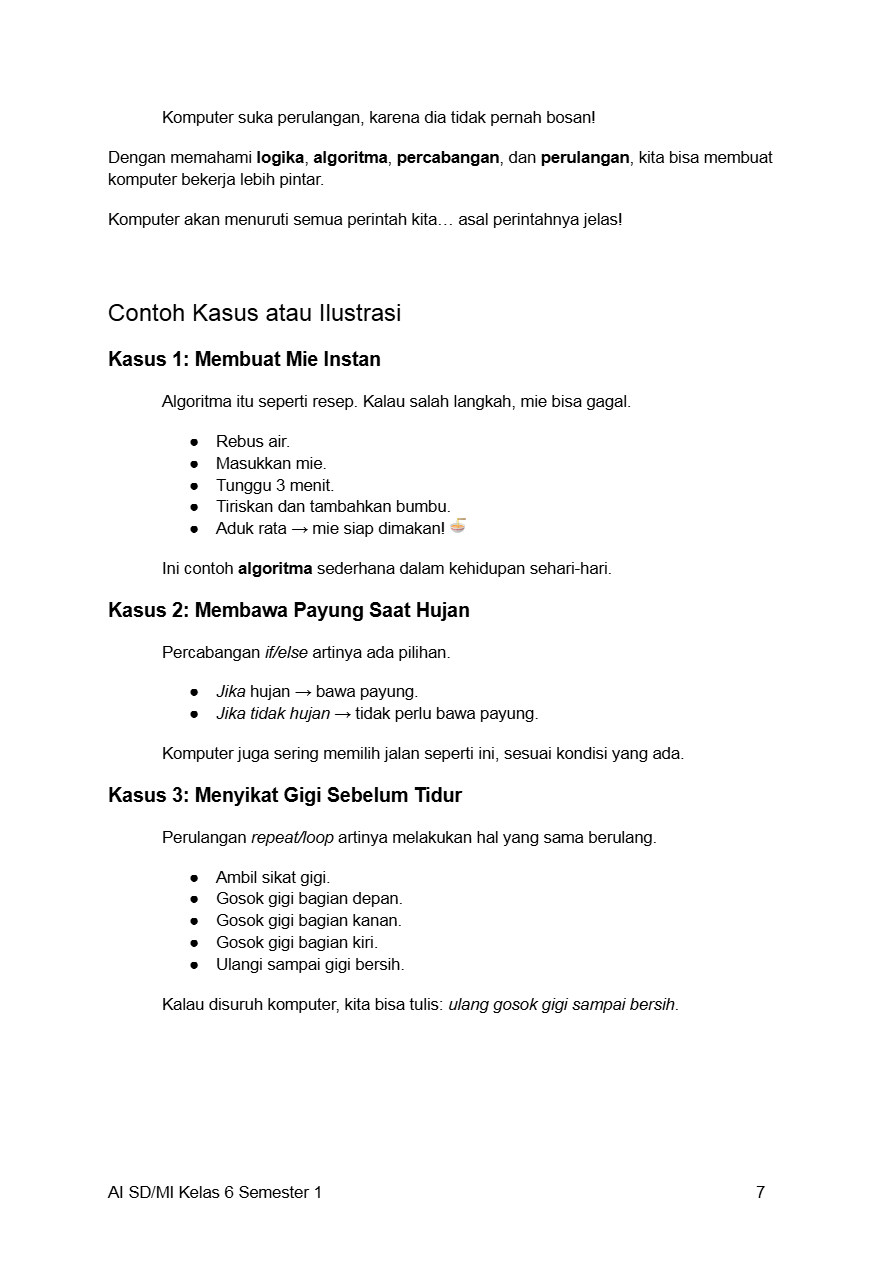 Komputer suka perulangan, karena dia tidak pernah bosan!
Dengan memahami logika, algoritma, percabangan, dan perulangan, kita bisa membuat
komputer bekerja lebih pintar.
Komputer akan menuruti semua perintah kita… asal perintahnya jelas!
Contoh Kasus atau Ilustrasi
Kasus 1: Membuat Mie Instan
Algoritma itu seperti resep. Kalau salah langkah, mie bisa gagal.
● Rebus air.
● Masukkan mie.
● Tunggu 3 menit.
● Tiriskan dan tambahkan bumbu.
● Aduk rata → mie siap dimakan! 🍜
Ini contoh algoritma sederhana dalam kehidupan sehari-hari.
Kasus 2: Membawa Payung Saat Hujan
Percabangan if/else artinya ada pilihan.
● Jika hujan → bawa payung.
● Jika tidak hujan → tidak perlu bawa payung.
Komputer juga sering memilih jalan seperti ini, sesuai kondisi yang ada.
Kasus 3: Menyikat Gigi Sebelum Tidur
Perulangan repeat/loop artinya melakukan hal yang sama berulang.
● Ambil sikat gigi.
● Gosok gigi bagian depan.
● Gosok gigi bagian kanan.
● Gosok gigi bagian kiri.
● Ulangi sampai gigi bersih.
Kalau disuruh komputer, kita bisa tulis: ulang gosok gigi sampai bersih.
AI SD/MI Kelas 6 Semester 1 7